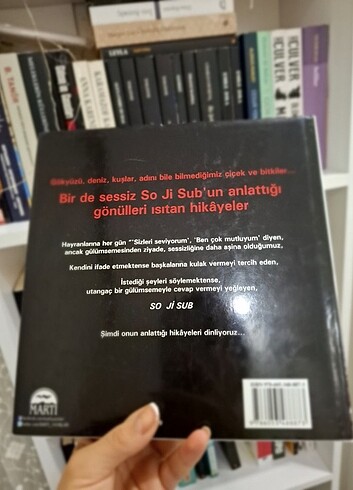 Gökyüzü, deniz, kuşlar, adını bile bilmediğimiz çiçek ve bitkiler...
Bir de sessiz So Ji Sub'un anlattığı
gönülleri ısıtan hikâyeler
Hayranlarına her gün "'Sizleri seviyorum', 'Ben çok mutluyum' diyen,
ancak gülümsemesinden ziyade, sessizliğine daha aşina olduğumuz,
Kendini ifade etmektense başkalarına kulak vermeyi tercih eden,
İstediği şeyleri söylemektense,
utangaç bir gülümsemeyle cevap vermeyi yeğleyen,
SO Jİ SUB
Şimdi onun anlattığı hikâyeleri dinliyoruz...
MARTI